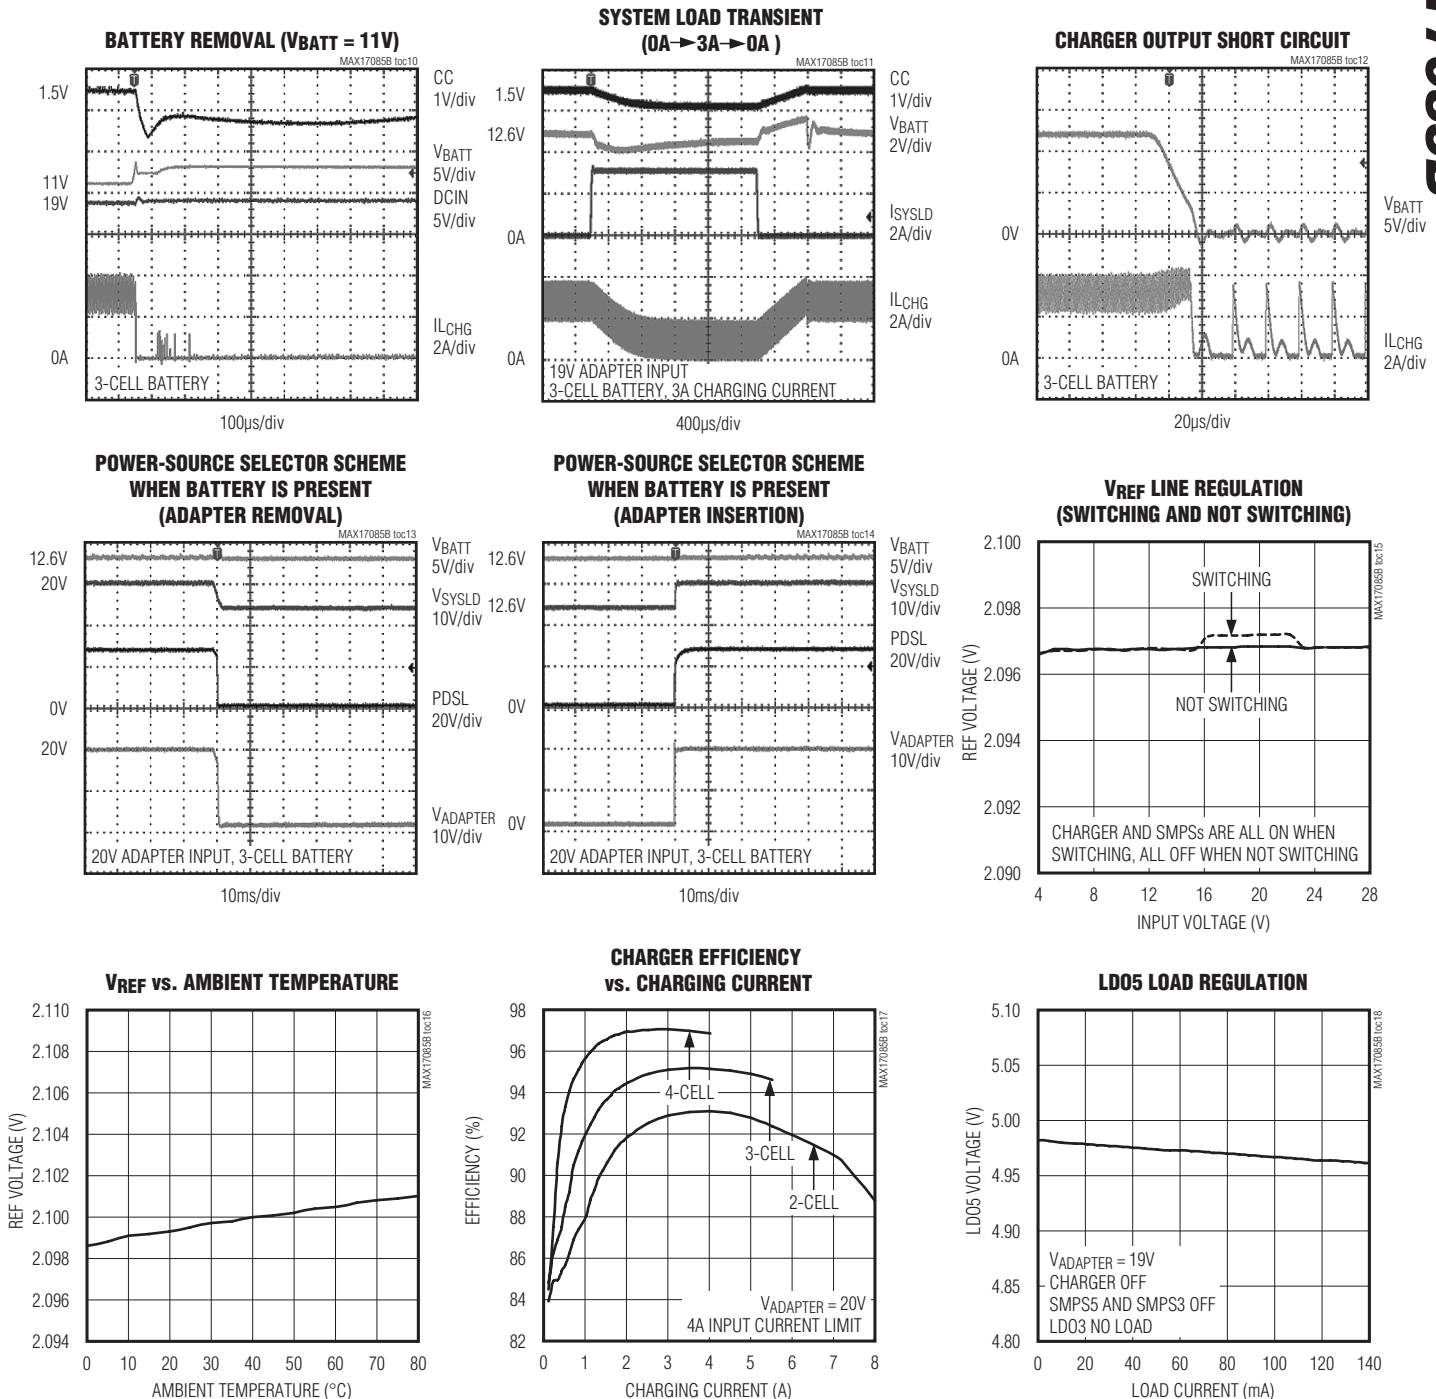 BATTERY REMOVAL (VBATT = 11V)
MAX17085B toc10
1.5V
11V
19V
0A
CC
1V/div
VBATT
5V/div
DCIN
5V/div
ILCHG
2A/div
3-CELL BATTERY
100µs/div
SYSTEM LOAD TRANSIENT
(0A→3A→0A )
MAX17085B toc11
1.5V
12.6V
0A
0A
CC
1V/div
VBATT
2V/div
ISYSLD
2A/div
ILCHG
2A/div
19V ADAPTER INPUT
3-CELL BATTERY, 3A CHARGING CURRENT
400µs/div
CHARGER OUTPUT SHORT CIRCUIT
MAX17085B toc12
0V
0A
VBATT
5V/div
ILCHG
2A/div
3-CELL BATTERY
20µs/div
POWER-SOURCE SELECTOR SCHEME
WHEN BATTERY IS PRESENT
(ADAPTER REMOVAL)
MAX17085B toc13
12.6V
20V
0V
20V
VBATT
5V/div
VSYSLD
10V/div
PDSL
20V/div
VADAPTER
10V/div
20V ADAPTER INPUT, 3-CELL BATTERY
10ms/div
POWER-SOURCE SELECTOR SCHEME
WHEN BATTERY IS PRESENT
(ADAPTER INSERTION)
MAX17085B toc14
12.6V
12.6V
0V
0V
VBATT
5V/div
VSYSLD
10V/div
PDSL
20V/div
VADAPTER
10V/div
20V ADAPTER INPUT, 3-CELL BATTERY
10ms/div
VREF LINE REGULATION
(SWITCHING AND NOT SWITCHING)
MAX17085B toc15
REF VOLTAGE (V)
2.100
2.098
2.096
2.094
2.092
2.090
SWITCHING
NOT SWITCHING
CHARGER AND SMPSs ARE ALL ON WHEN
SWITCHING, ALL OFF WHEN NOT SWITCHING
4 8 12 16 20 24 28
INPUT VOLTAGE (V)
VREF vs. AMBIENT TEMPERATURE
MAX17085B toc16
REF VOLTAGE (V)
2.110
2.108
2.106
2.104
2.102
2.100
2.098
2.096
2.094
0 10 20 30 40 50 60 70 80
AMBIENT TEMPERATURE (°C)
CHARGER EFFICIENCY
vs. CHARGING CURRENT
MAX17085B toc17
EFFICIENCY (%)
98
96
94
92
90
88
86
84
82
4-CELL
3-CELL
2-CELL
VADAPTER = 20V
4A INPUT CURRENT LIMIT
0 1 2 3 4 5 6 7 8
CHARGING CURRENT (A)
LDO5 LOAD REGULATION
MAX17085B toc18
LDO5 VOLTAGE (V)
5.10
5.05
5.00
4.95
4.90
4.85
4.80
VADAPTER = 19V
CHARGER OFF
SMPS5 AND SMPS3 OFF
LDO3 NO LOAD
0 20 40 60 80 100 120 140
LOAD CURRENT (mA)